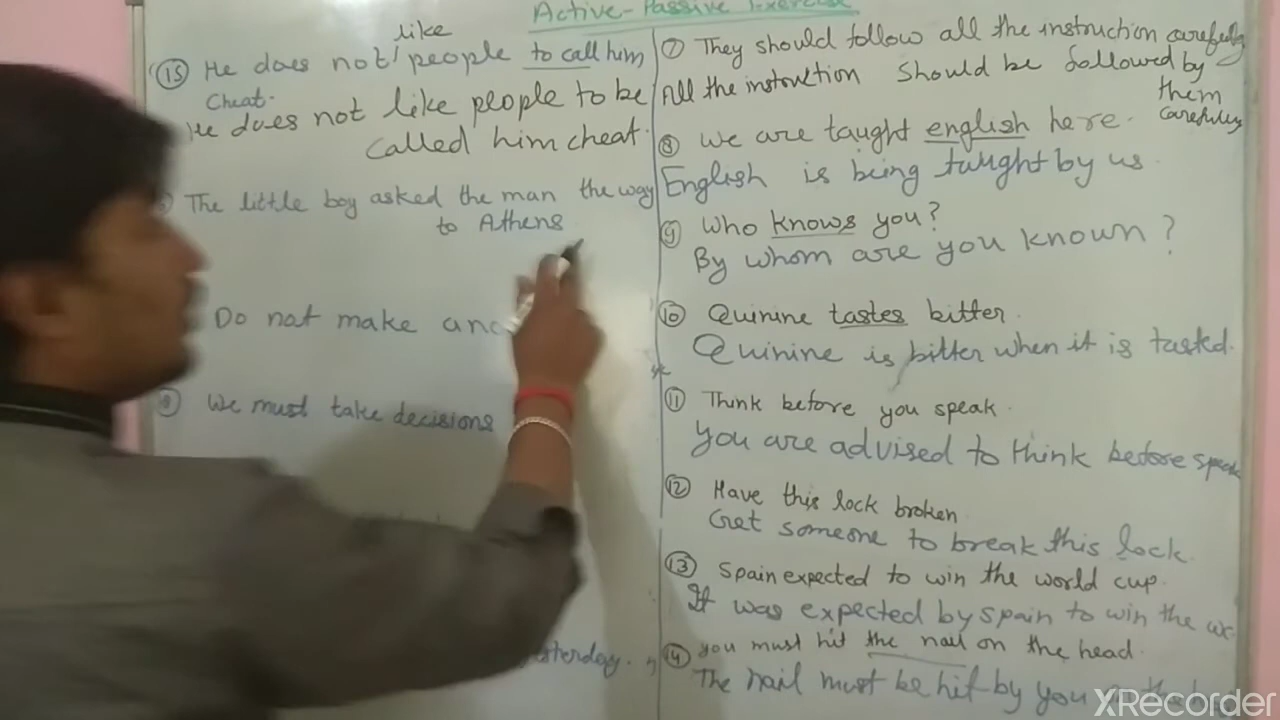 Active-Passive Exercise
(15) He does not like people to call him
Cheat.
He does not like people to be
called him cheat.
The little boy asked the man the way
to Athens
Do not make a
We must take decisions
yesterday.
(7) They should follow all the instruction carefully
All the instruction should be followed by
them
carefully
(8) We are taught english here.
English is being taught by us
(9) Who knows you?
By whom are you known?
(10) Quinine tastes bitter.
Quinine is bitter when it is tasted.
(11) Think before you speak.
You are advised to think before speak
(12) Have this lock broken
Get someone to break this lock.
(13) Spain expected to win the world cup.
It was expected by spain to win the wc
(14) you must hit the nail on the head.
The nail must be hit by you
XRecorder